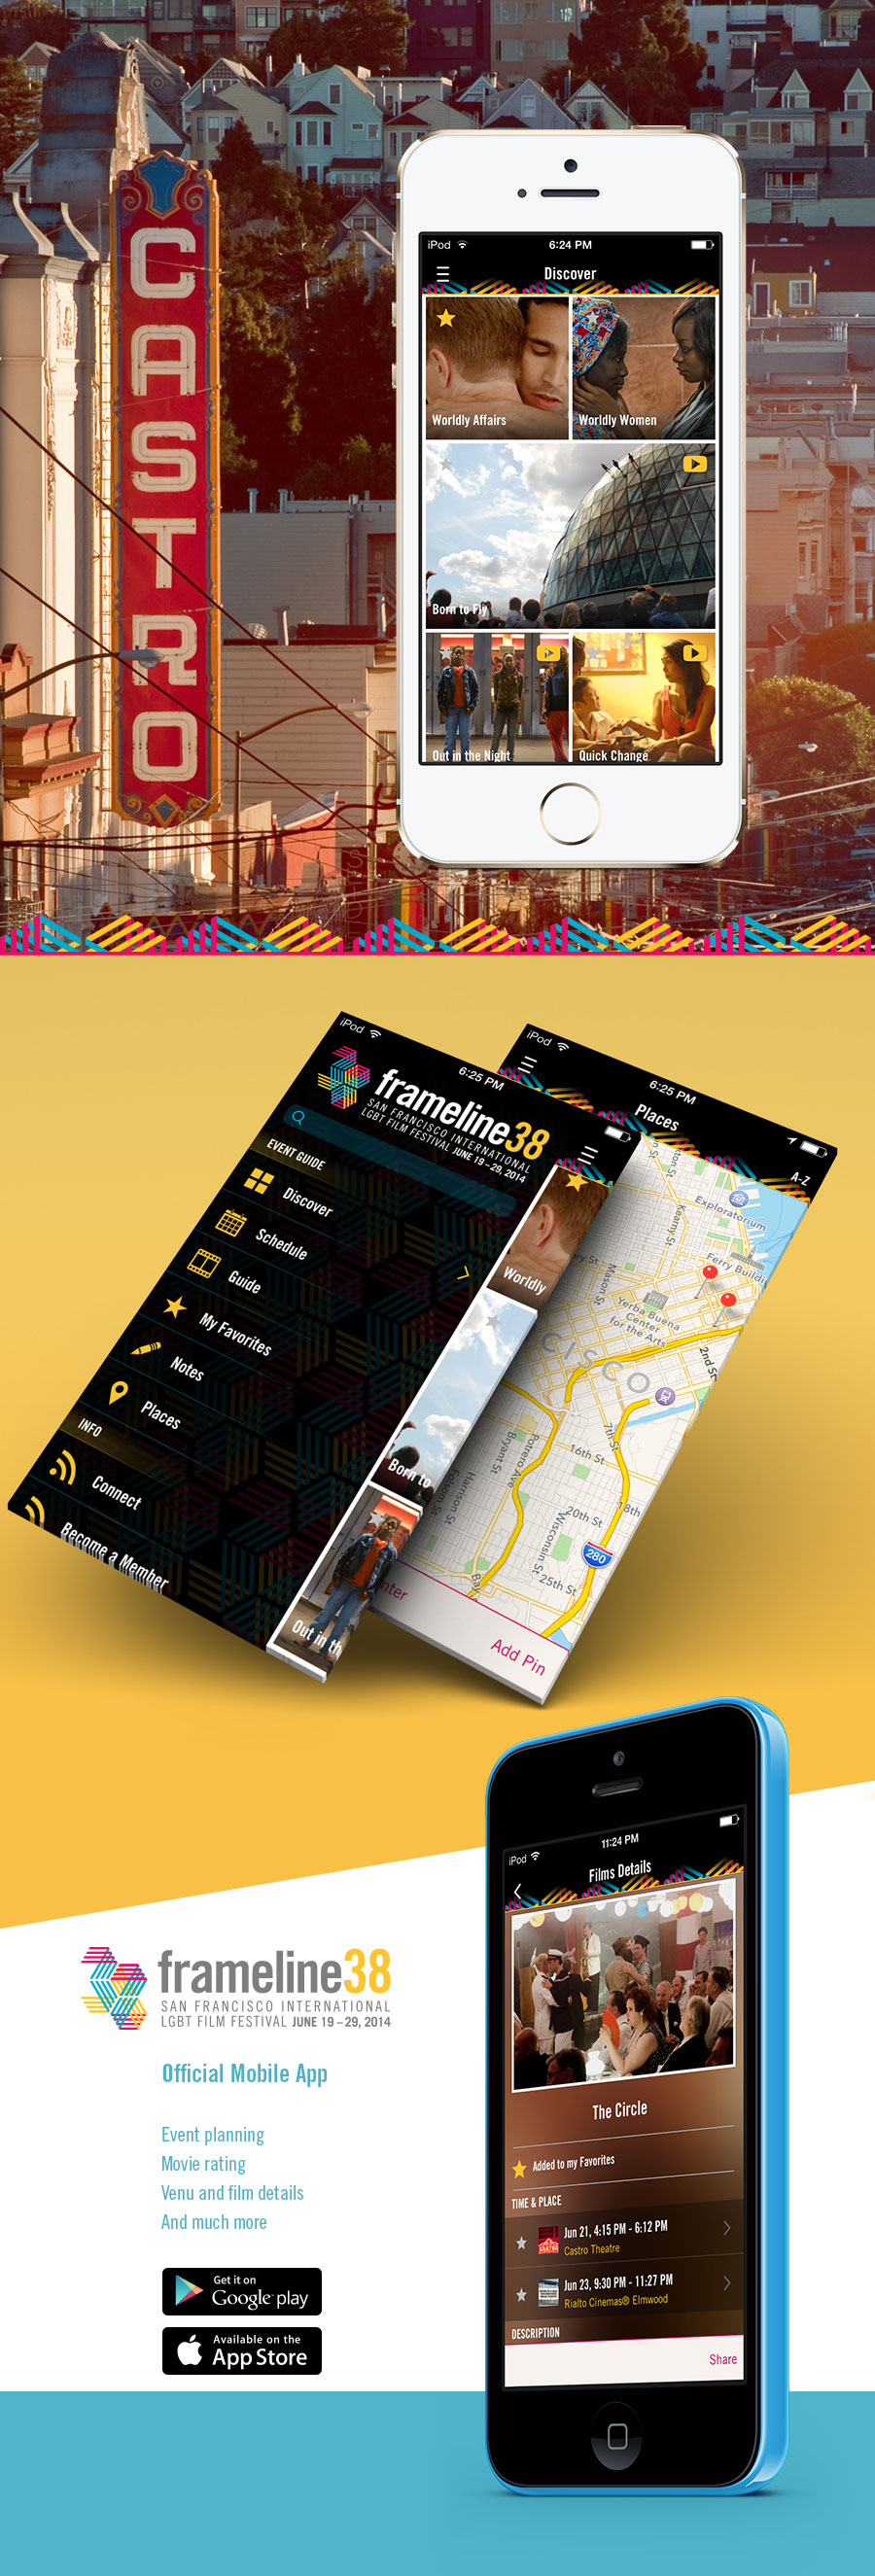 CASTRO
iPod
6:24 PM
Discover
Worldly Affairs
Worldly Women
Born to Fly
Out in the Night
Quick Change
iPod
6:25 PM
frameline38
SAN FRANCISCO INTERNATIONAL
LGBT FILM FESTIVAL JUNE 19–29, 2014
EVENT GUIDE
Discover
Schedule
Guide
My Favorites
Notes
Places
INFO
Connect
Become a Member
Worldly
Born to
Out in th
iPod
6:25 PM
Places
A-Z
Exploratorium
Kearny St
Ferry Buildi
Mason St
Yerba Buena
Center
for the Arts
CISCO
2nd St
7th St
16th St
Bryant St
Potrero Ave
Folsom St
Harrison St
20th St
18th
Wisconsin St
280
25th St
Bay
Add Pin
frameline38
SAN FRANCISCO INTERNATIONAL
LGBT FILM FESTIVAL JUNE 19–29, 2014
Official Mobile App
Event planning
Movie rating
Venu and film details
And much more
Get it on
Google play
Available on the
App Store
iPod
11:24 PM
Films Details
The Circle
Added to my Favorites
TIME & PLACE
Jun 21, 4:15 PM - 6:12 PM
Castro Theatre
Jun 23, 9:30 PM - 11:27 PM
Rialto Cinemas® Elmwood
DESCRIPTION
Share